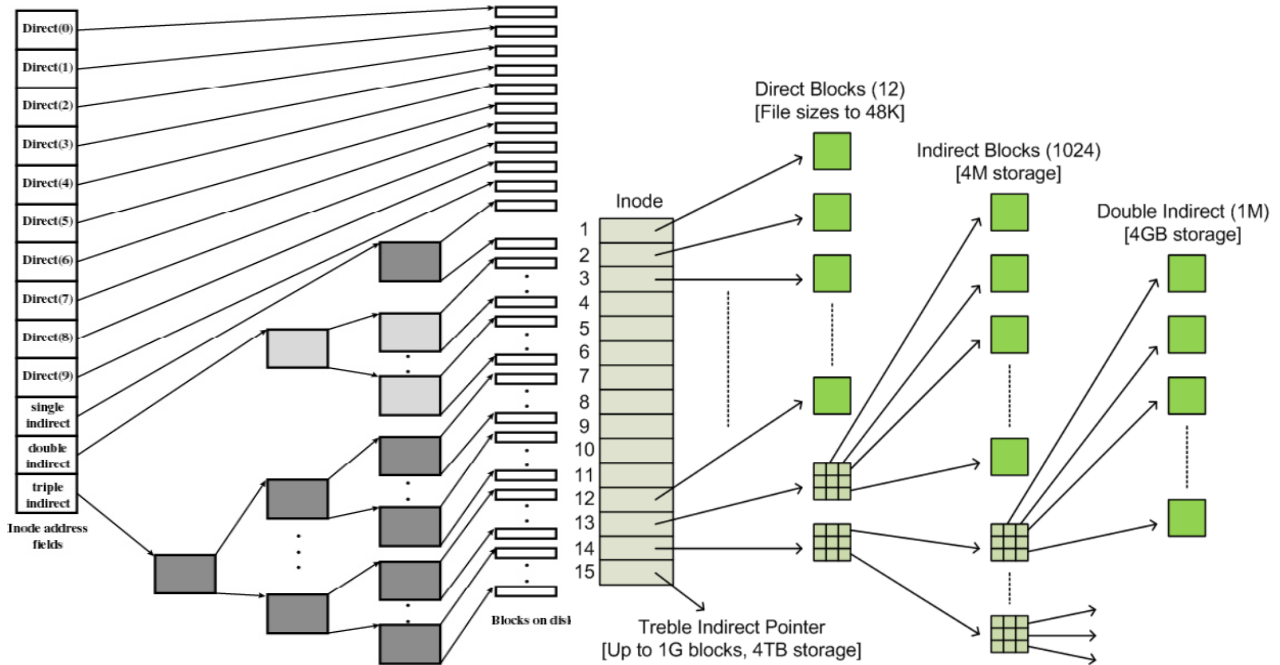 Direct(0)
Direct(1)
Direct(2)
Direct(3)
Direct(4)
Direct(5)
Direct(6)
Direct(7)
Direct(8)
Direct(9)
single
indirect
double
indirect
triple
indirect
Inode address
fields
Blocks on disk
Direct Blocks (12)
[File sizes to 48K]
Indirect Blocks (1024)
[4M storage]
Double Indirect (1M)
[4GB storage]
Inode
1
2
3
4
5
6
7
8
9
10
11
12
13
14
15
Treble Indirect Pointer
[Up to 1G blocks, 4TB storage]